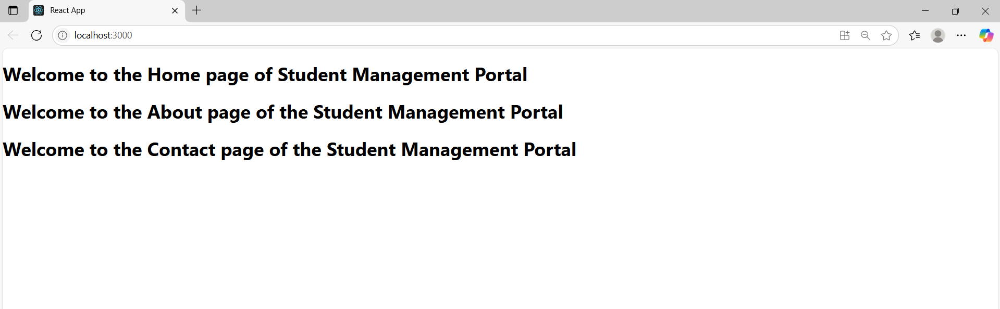 React App
localhost:3000
Welcome to the Home page of Student Management Portal
Welcome to the About page of the Student Management Portal
Welcome to the Contact page of the Student Management Portal